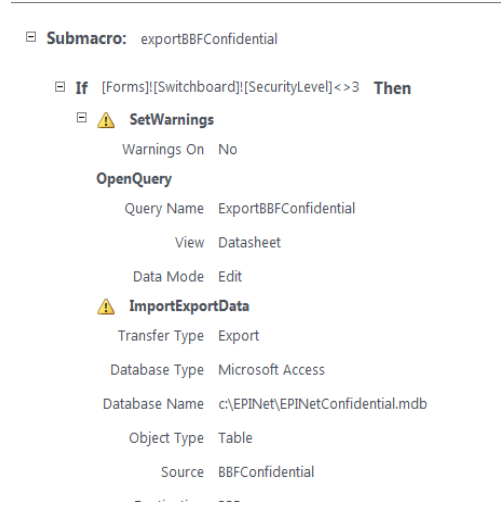 Submacro: exportBBFConfidential
If [Forms]![Switchboard]![SecurityLevel]<>3 Then
SetWarnings
Warnings On No
OpenQuery
Query Name ExportBBFConfidential
View Datasheet
Data Mode Edit
ImportExportData
Transfer Type Export
Database Type Microsoft Access
Database Name c:\EPINet\EPINetConfidential.mdb
Object Type Table
Source BBFConfidential